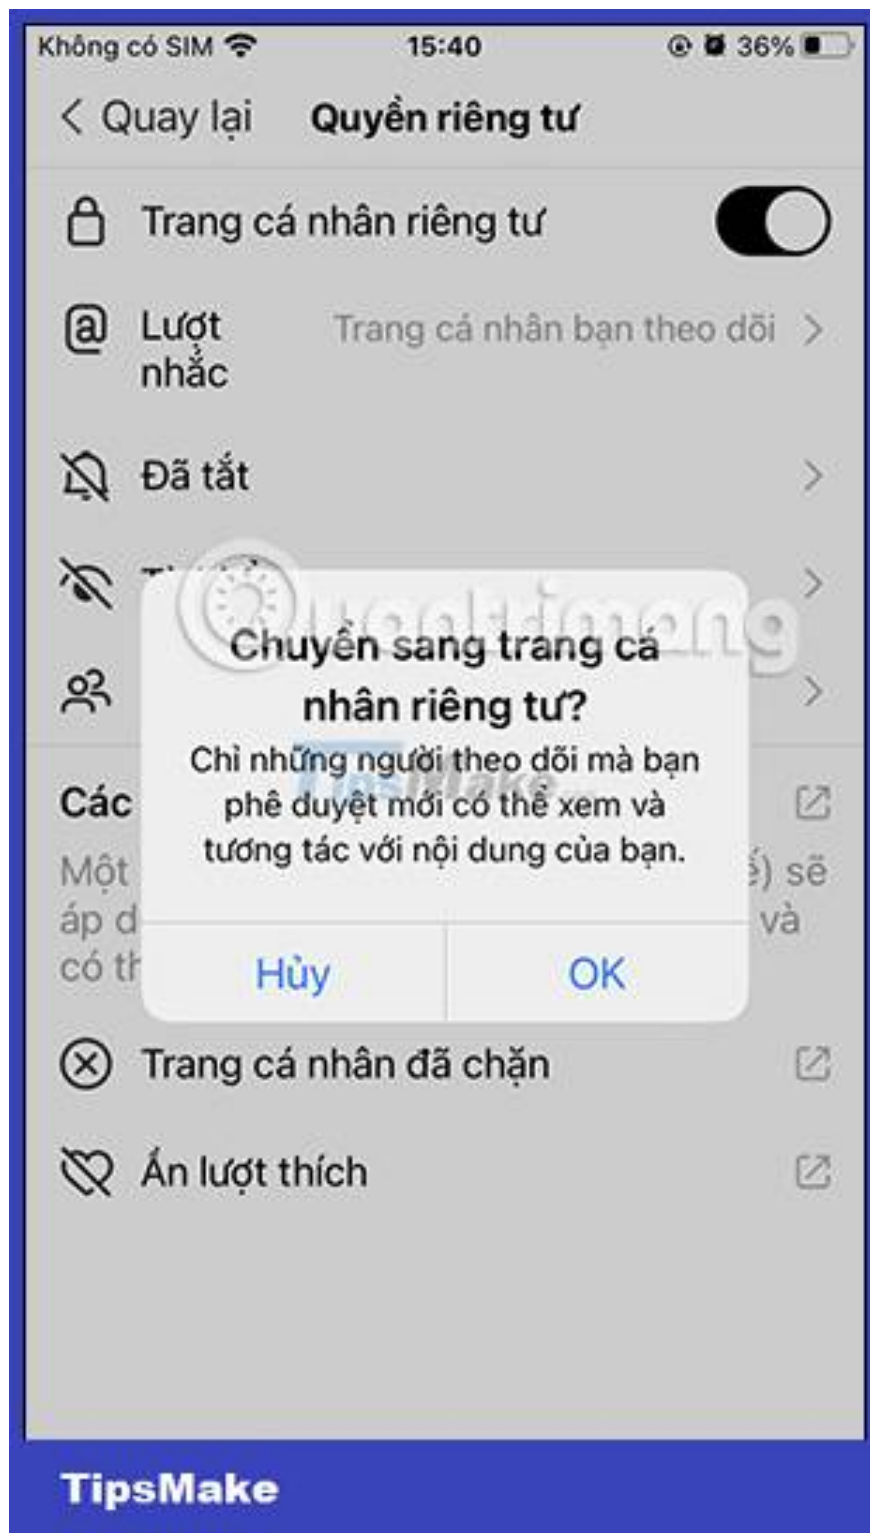 Không có SIM 15:40 36%
Quay lại Quyền riêng tư
Trang cá nhân riêng tư
Lượt nhắc Trang cá nhân bạn theo dõi
Đã tắt
Quantrimang
Chuyển sang trang cá
nhân riêng tư?
TipsMake
Chỉ những người theo dõi mà bạn
phê duyệt mới có thể xem và
tương tác với nội dung của bạn.
Các
Một sẽ
áp và
có
Hủy OK
Trang cá nhân đã chặn
Ẩn lượt thích
TipsMake